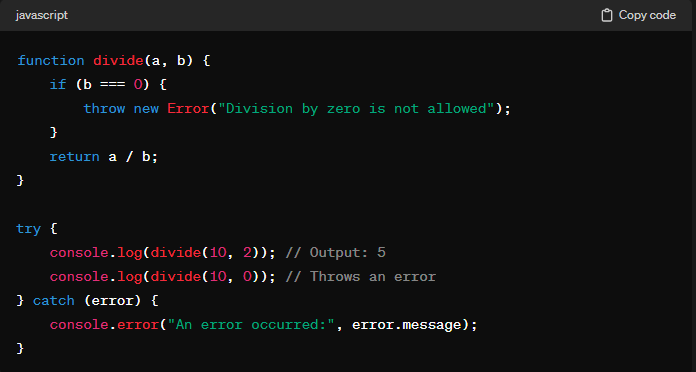 javascript
Copy code
function divide(a, b) {
    if (b === 0) {
        throw new Error("Division by zero is not allowed");
    }
    return a / b;
}

try {
    console.log(divide(10, 2)); // Output: 5
    console.log(divide(10, 0)); // Throws an error
} catch (error) {
    console.error("An error occurred:", error.message);
}